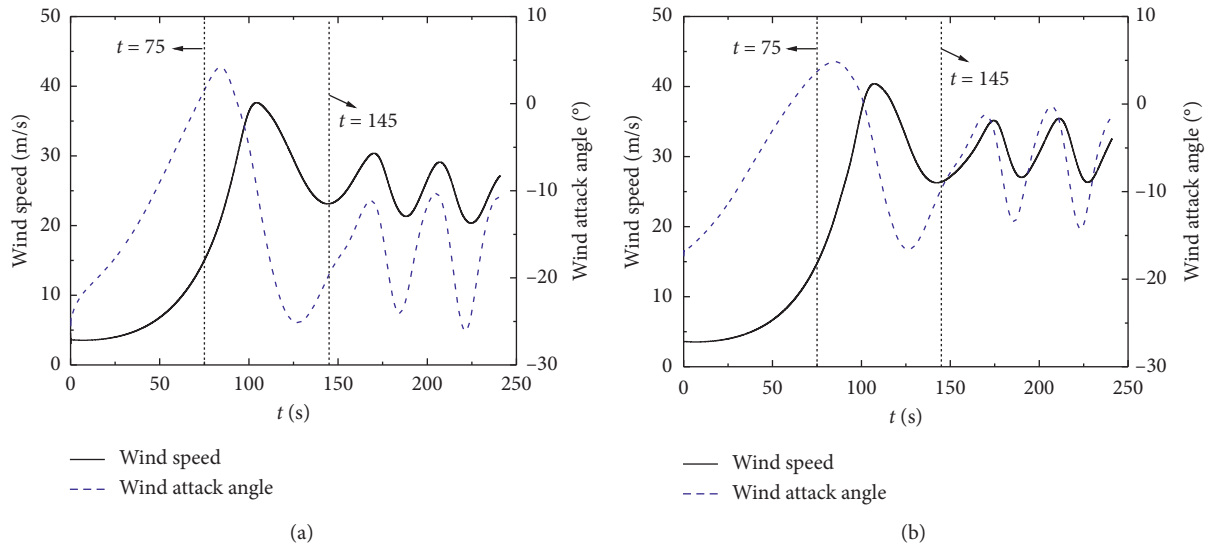 50
40
30
20
10
0
Wind speed (m/s)
10
0
–10
–20
–30
Wind attack angle (°)
t = 75
t = 145
0 50 100 150 200 250
t (s)
Wind speed
Wind attack angle
(a)
50
40
30
20
10
0
Wind speed (m/s)
10
0
–10
–20
–30
Wind attack angle (°)
t = 75
t = 145
0 50 100 150 200 250
t (s)
Wind speed
Wind attack angle
(b)